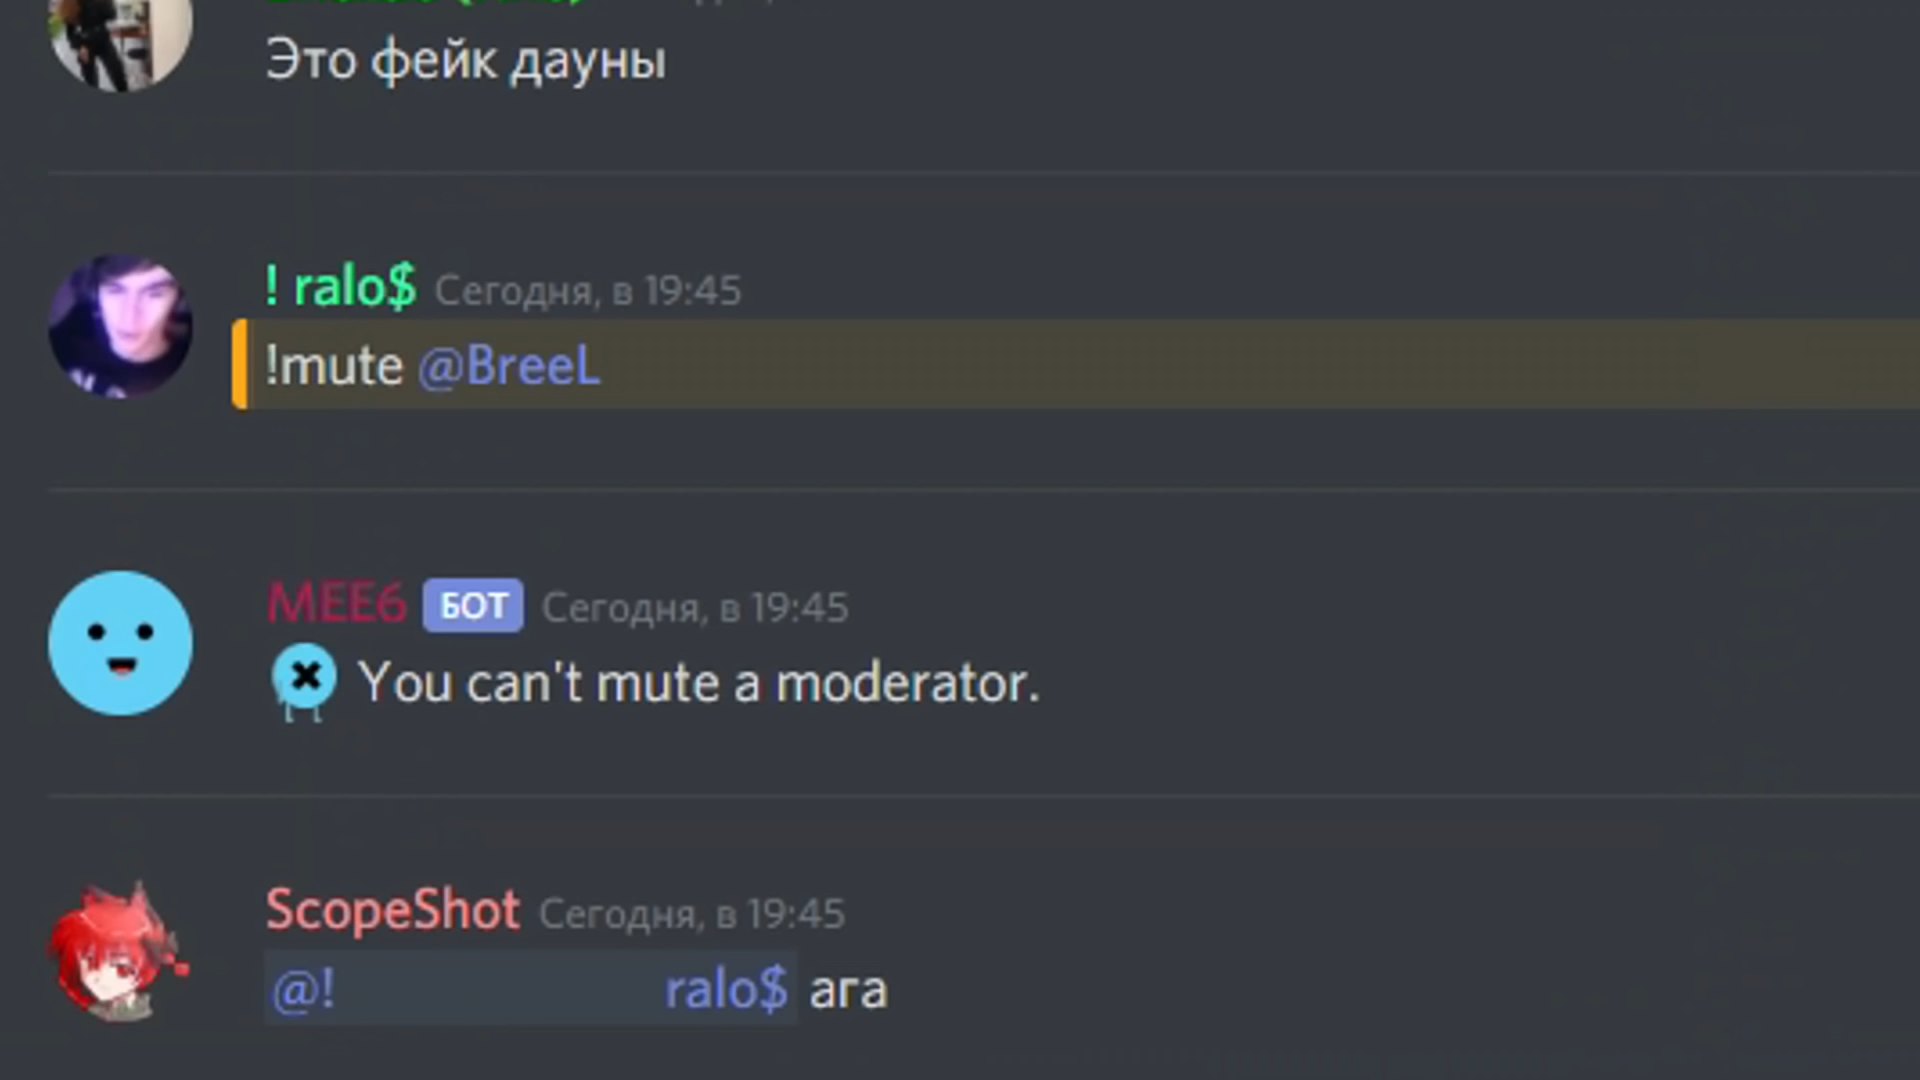 Это фейк дауны
! ralo$ Сегодня, в 19:45
!mute @BreeL
MEE6 БОТ Сегодня, в 19:45
You can't mute a moderator.
ScopeShot Сегодня, в 19:45
@! ralo$ ага